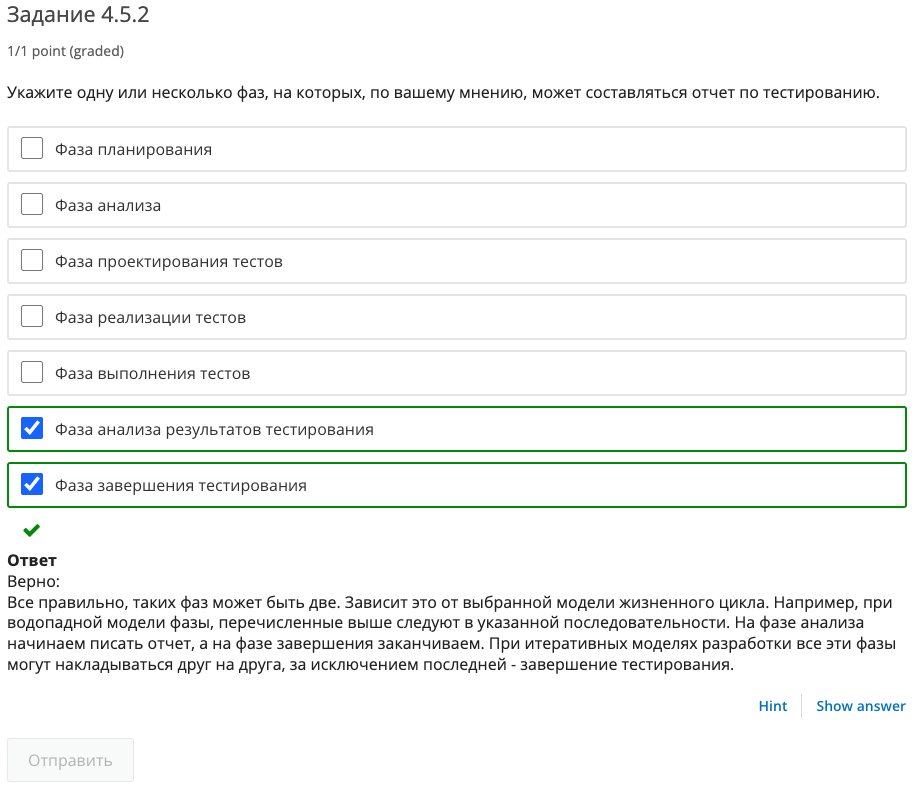 Задание 4.5.2
1/1 point (graded)
Укажите одну или несколько фаз, на которых, по вашему мнению, может составляться отчет по тестированию.
Фаза планирования
Фаза анализа
Фаза проектирования тестов
Фаза реализации тестов
Фаза выполнения тестов
Фаза анализа результатов тестирования
Фаза завершения тестирования
Ответ
Верно:
Все правильно, таких фаз может быть две. Зависит это от выбранной модели жизненного цикла. Например, при
водопадной модели фазы, перечисленные выше следуют в указанной последовательности. На фазе анализа
начинаем писать отчет, а на фазе завершения заканчиваем. При итеративных моделях разработки все эти фазы
могут накладываться друг на друга, за исключением последней - завершение тестирования.
Hint
Show answer
Отправить